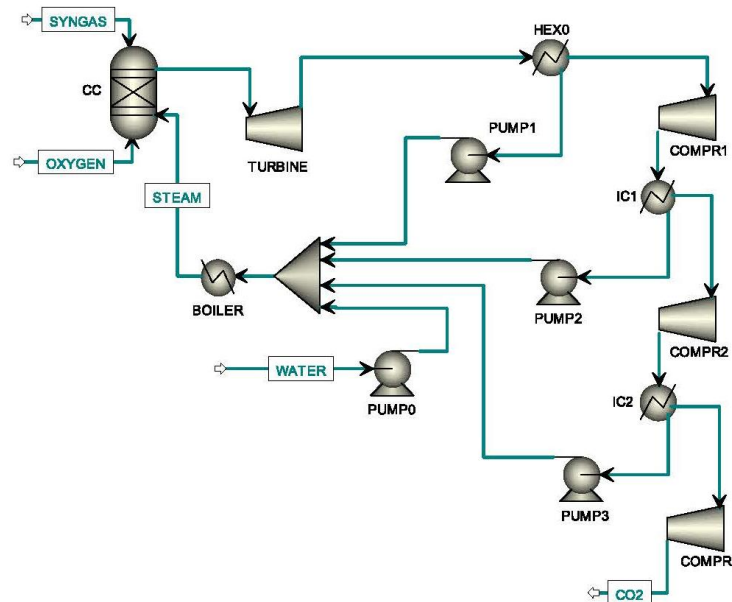 SYNGAS
HEX0
CC
PUMP1
COMPR1
TURBINE
OXYGEN
STEAM
IC1
BOILER
PUMP2
COMPR2
WATER
PUMP0
IC2
PUMP3
COMPR
CO2